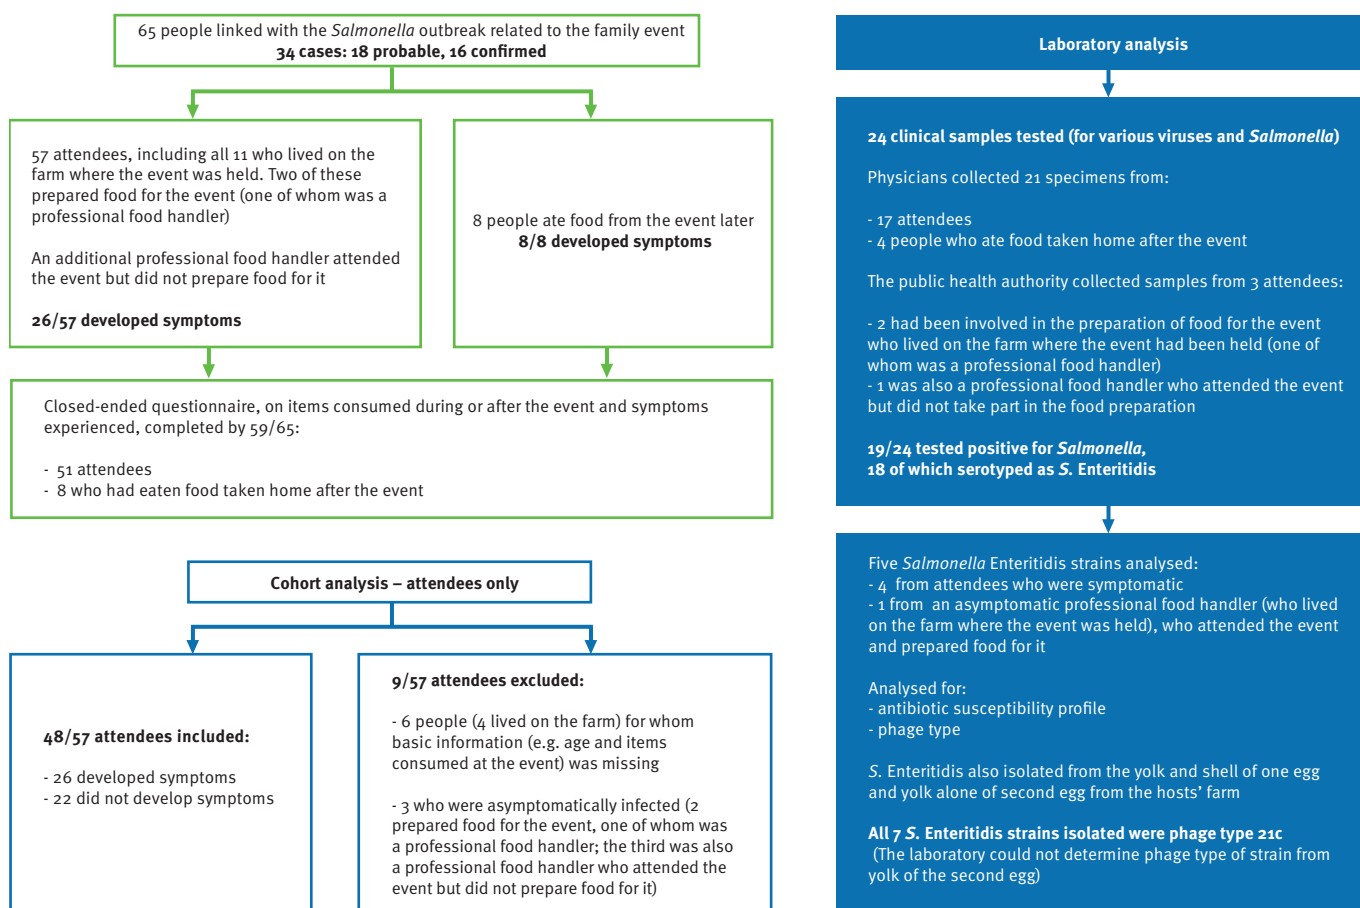 65 people linked with the Salmonella outbreak related to the family event
34 cases: 18 probable, 16 confirmed
57 attendees, including all 11 who lived on the
farm where the event was held. Two of these
prepared food for the event (one of whom was a
professional food handler)
An additional professional food handler attended
the event but did not prepare food for it
26/57 developed symptoms
8 people ate food from the event later
8/8 developed symptoms
Closed-ended questionnaire, on items consumed during or after the event and symptoms
experienced, completed by 59/65:
- 51 attendees
- 8 who had eaten food taken home after the event
Cohort analysis – attendees only
48/57 attendees included:
- 26 developed symptoms
- 22 did not develop symptoms
9/57 attendees excluded:
- 6 people (4 lived on the farm) for whom
basic information (e.g. age and items
consumed at the event) was missing
- 3 who were asymptomatically infected (2
prepared food for the event, one of whom was
a professional food handler; the third was also
a professional food handler who attended the
event but did not prepare food for it)
Laboratory analysis
24 clinical samples tested (for various viruses and Salmonella)
Physicians collected 21 specimens from:
- 17 attendees
- 4 people who ate food taken home after the event
The public health authority collected samples from 3 attendees:
- 2 had been involved in the preparation of food for the event
who lived on the farm where the event had been held (one of
whom was a professional food handler)
- 1 was also a professional food handler who attended the event
but did not take part in the food preparation
19/24 tested positive for Salmonella,
18 of which serotyped as S. Enteritidis
Five Salmonella Enteritidis strains analysed:
- 4 from attendees who were symptomatic
- 1 from an asymptomatic professional food handler (who lived
on the farm where the event was held), who attended the event
and prepared food for it
Analysed for:
- antibiotic susceptibility profile
- phage type
S. Enteritidis also isolated from the yolk and shell of one egg
and yolk alone of second egg from the hosts' farm
All 7 S. Enteritidis strains isolated were phage type 21c
(The laboratory could not determine phage type of strain from
yolk of the second egg)